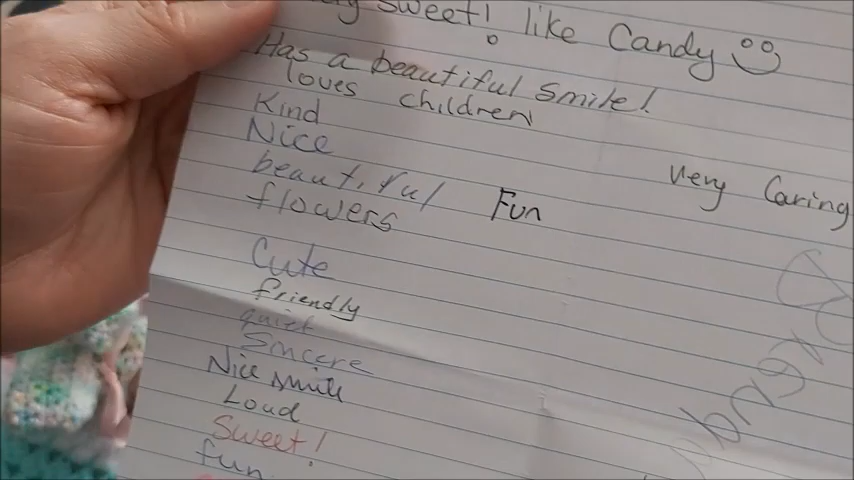 sweet! like Candy
Has a beautiful smile!
loves children
Kind
Nice
beautiful Fun
Very Caring
flowers
Cute
friendly
quiet
Sincere
Nice smile
Loud
Sweet!
fun